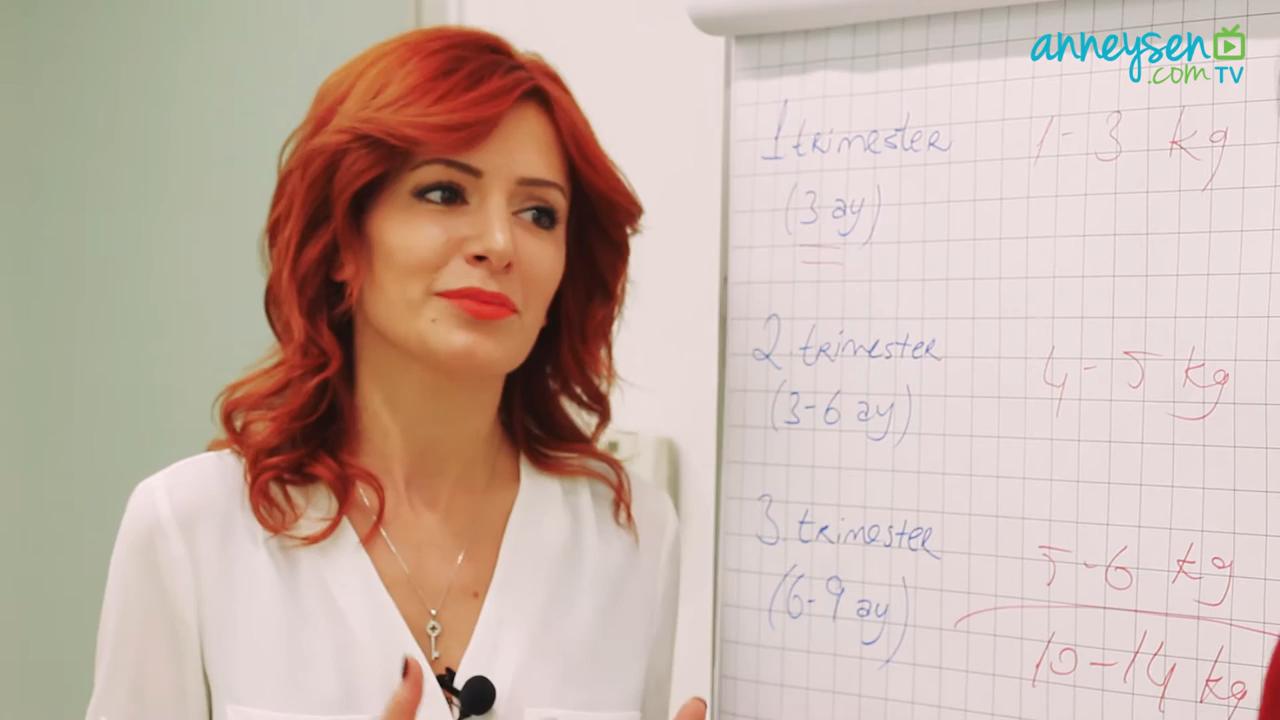 anneysen
.com TV
1 trimester 1-3 kg
(3 ay)
2 trimester 4-5 kg
(3-6 ay)
3 trimester 5-6 kg
(6-9 ay)
10-14 kg